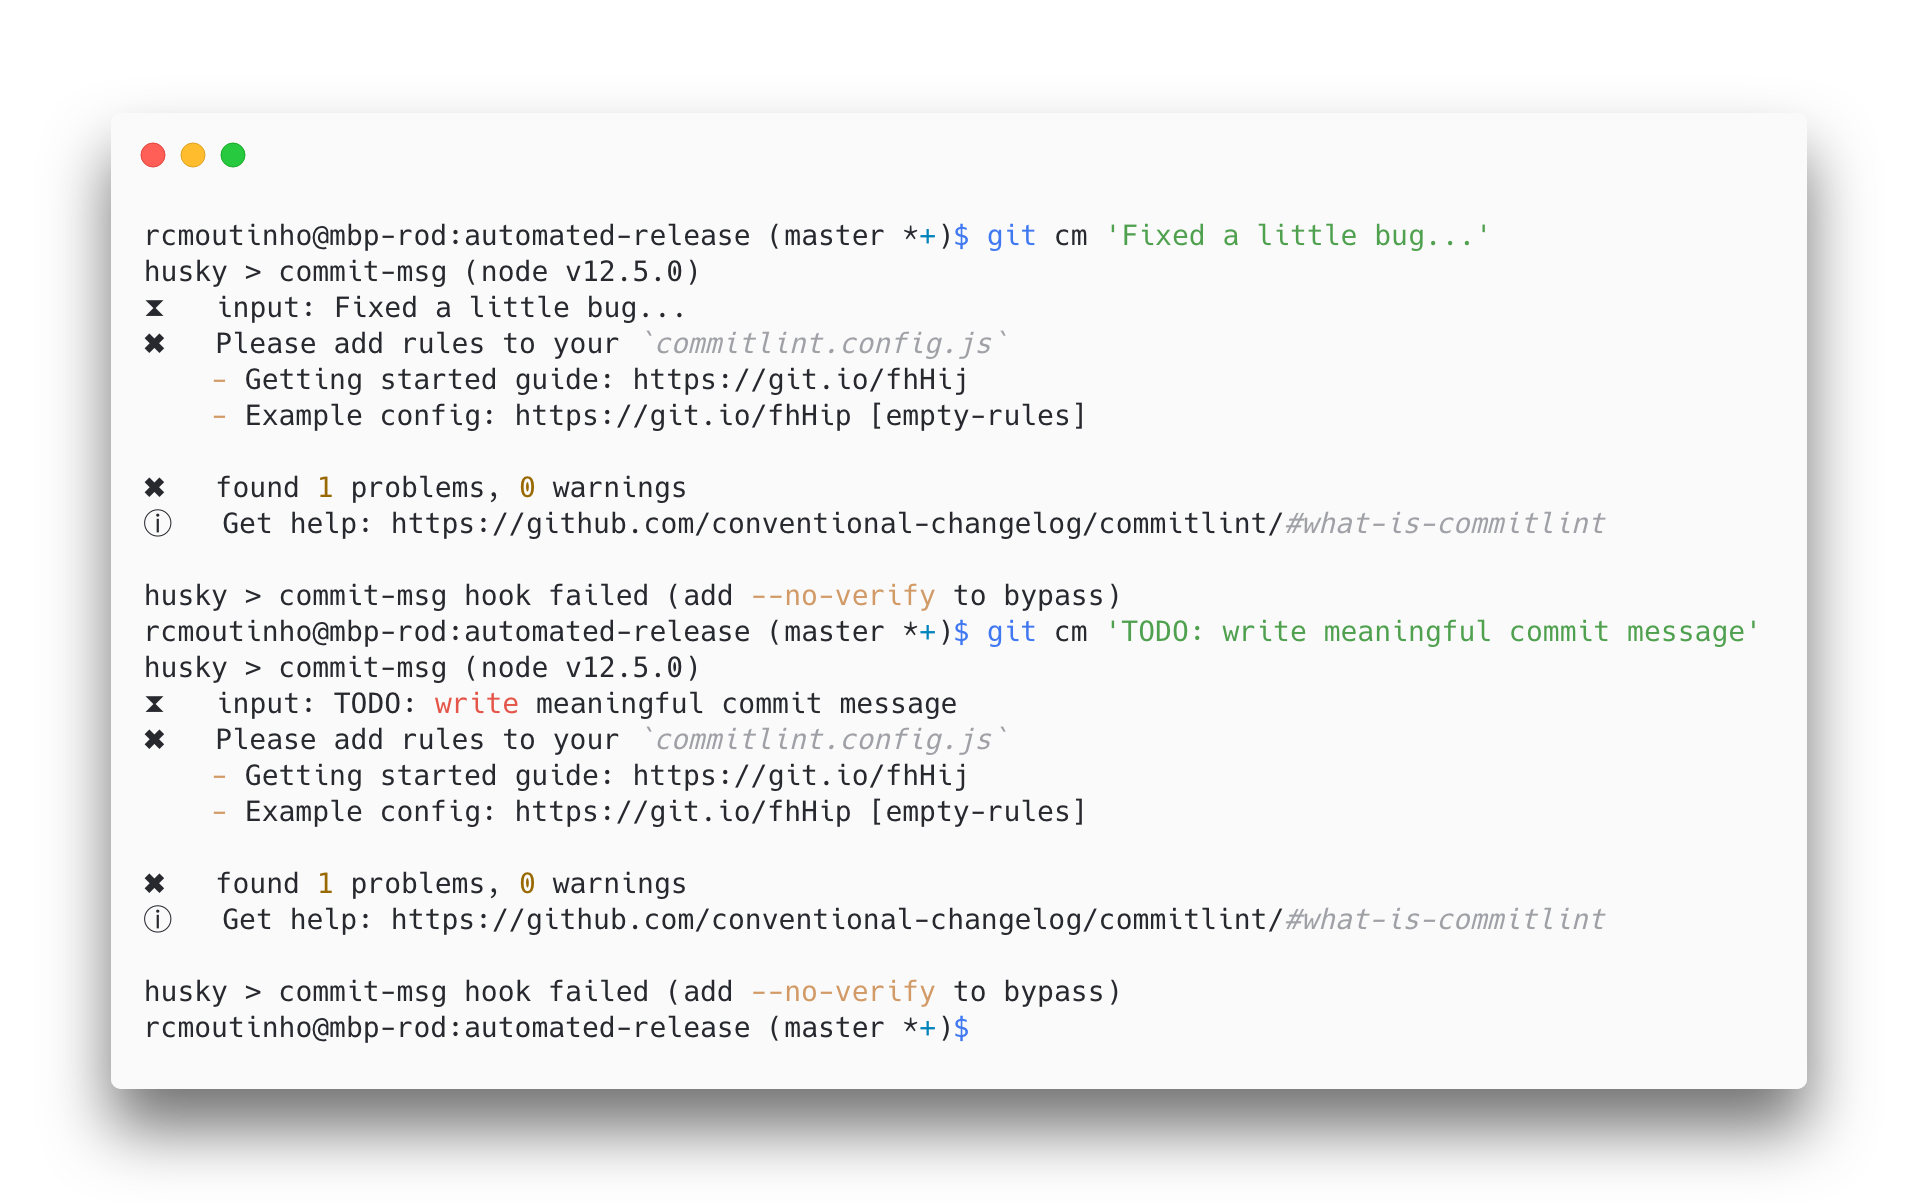 rcmoutinho@mbp-rod:automated-release (master *+)$ git cm 'Fixed a little bug...'
husky > commit-msg (node v12.5.0)
⧗   input: Fixed a little bug...
✖   Please add rules to your `commitlint.config.js`
    - Getting started guide: https://git.io/fhHij
    - Example config: https://git.io/fhHip [empty-rules]
✖   found 1 problems, 0 warnings
ⓘ   Get help: https://github.com/conventional-changelog/commitlint/#what-is-commitlint
husky > commit-msg hook failed (add --no-verify to bypass)
rcmoutinho@mbp-rod:automated-release (master *+)$ git cm 'TODO: write meaningful commit message'
husky > commit-msg (node v12.5.0)
⧗   input: TODO: write meaningful commit message
✖   Please add rules to your `commitlint.config.js`
    - Getting started guide: https://git.io/fhHij
    - Example config: https://git.io/fhHip [empty-rules]
✖   found 1 problems, 0 warnings
ⓘ   Get help: https://github.com/conventional-changelog/commitlint/#what-is-commitlint
husky > commit-msg hook failed (add --no-verify to bypass)
rcmoutinho@mbp-rod:automated-release (master *+)$